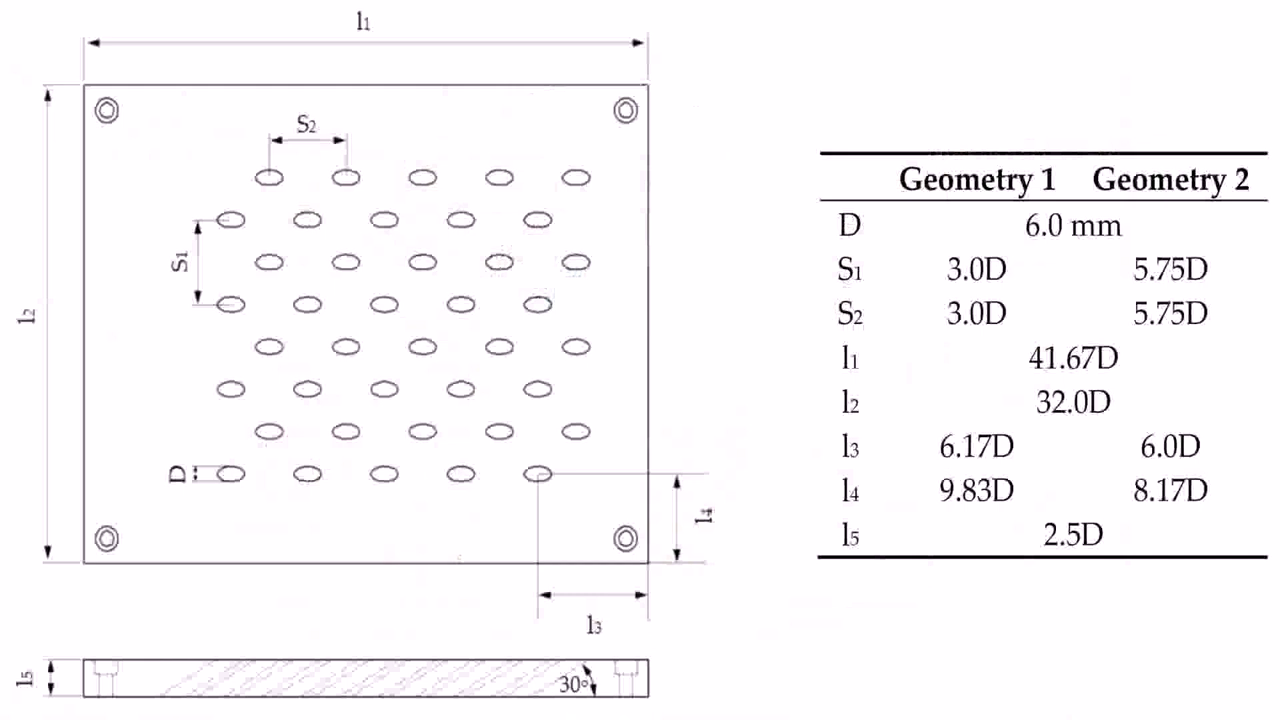 l1
S2
S1
l2
D
l4
l3
l5
30°
Geometry 1 Geometry 2
D 6.0 mm
S1 3.0D 5.75D
S2 3.0D 5.75D
l1 41.67D
l2 32.0D
l3 6.17D 6.0D
l4 9.83D 8.17D
l5 2.5D